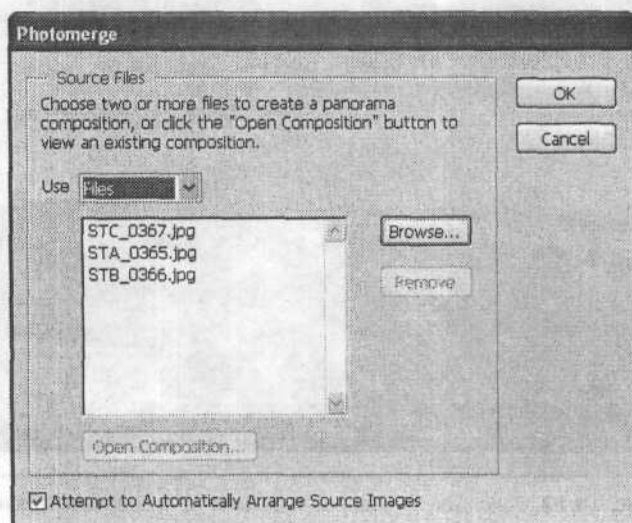 Photomerge
Source Files
Choose two or more files to create a panorama
composition, or click the "Open Composition" button to
view an existing composition.
OK
Cancel
Use Files
STC_0367.jpg
STA_0365.jpg
STB_0366.jpg
Browse...
Remove
Open Composition...
Attempt to Automatically Arrange Source Images